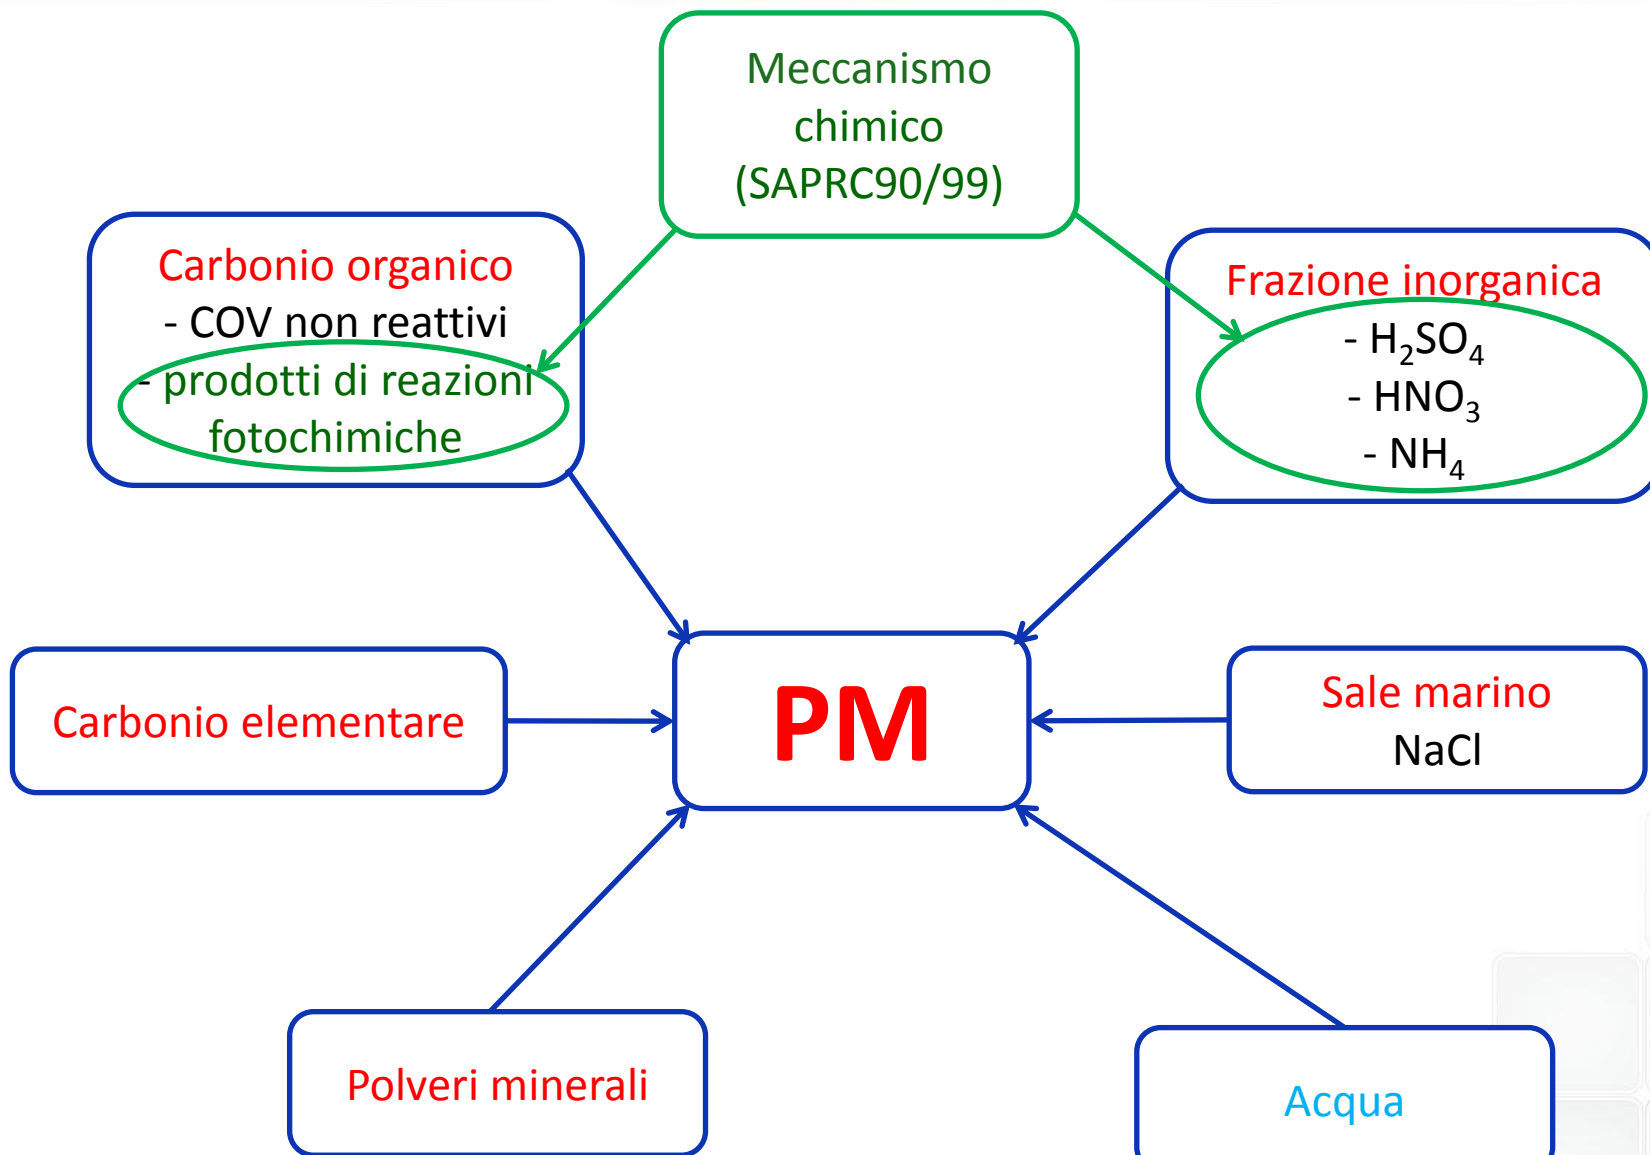 Meccanismo
chimico
(SAPRC90/99)
Carbonio organico
- COV non reattivi
- prodotti di reazioni
fotochimiche
Frazione inorganica
- H₂SO₄
- HNO₃
- NH₄
Carbonio elementare
PM
Sale marino
NaCl
Polveri minerali
Acqua